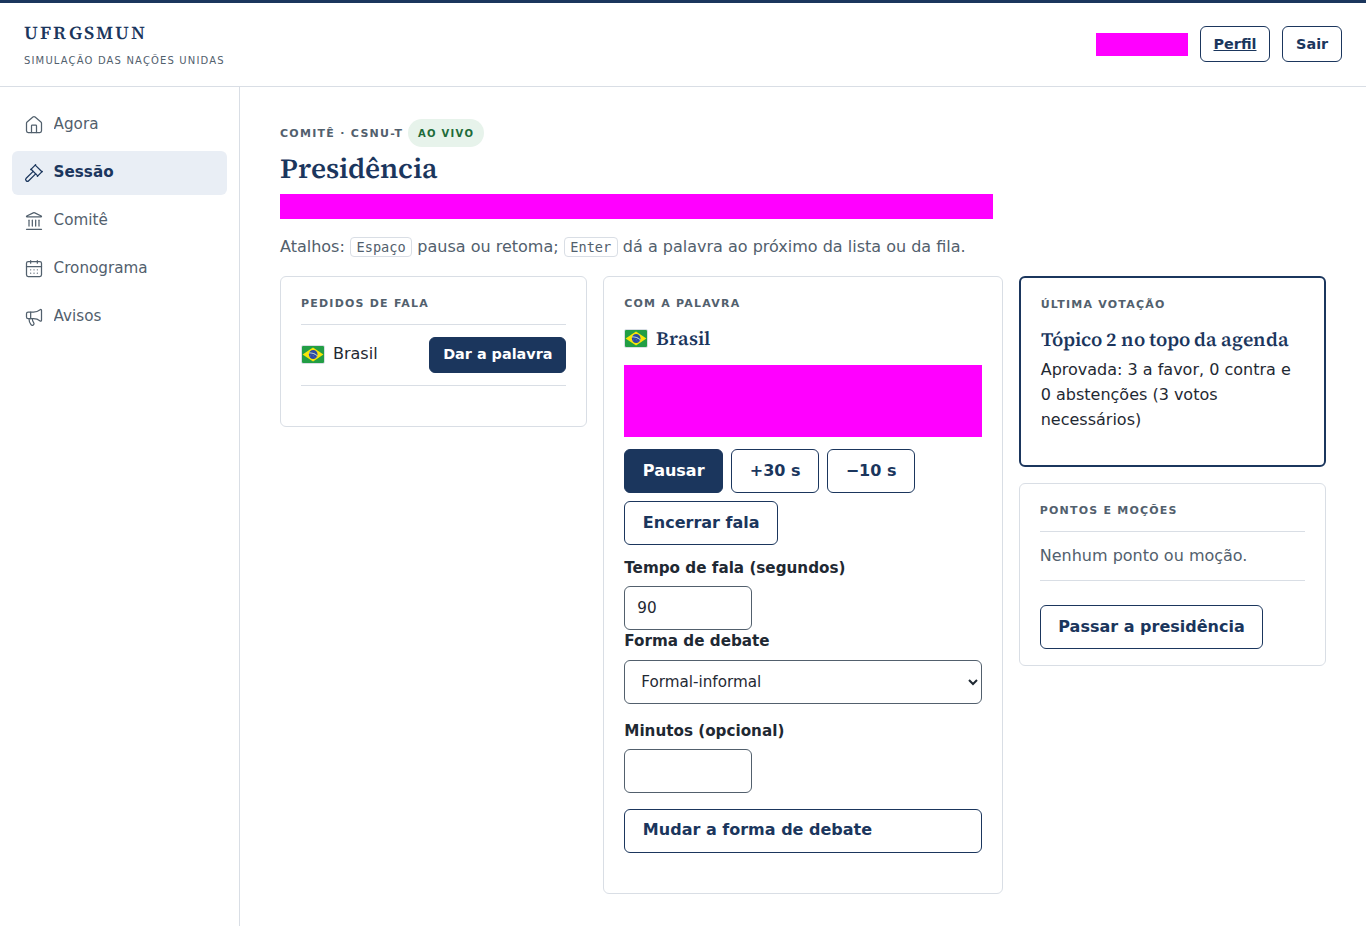 UFRGSMUN
SIMULAÇÃO DAS NAÇÕES UNIDAS
Perfil
Sair
Agora
Sessão
Comitê
Cronograma
Avisos
COMITÊ · CSNU-T AO VIVO
Presidência
Atalhos: Espaço pausa ou retoma; Enter dá a palavra ao próximo da lista ou da fila.
PEDIDOS DE FALA
Brasil
Dar a palavra
COM A PALAVRA
Brasil
Pausar
+30 s
−10 s
Encerrar fala
Tempo de fala (segundos)
90
Forma de debate
Formal-informal
Minutos (opcional)
Mudar a forma de debate
ÚLTIMA VOTAÇÃO
Tópico 2 no topo da agenda
Aprovada: 3 a favor, 0 contra e
0 abstenções (3 votos
necessários)
PONTOS E MOÇÕES
Nenhum ponto ou moção.
Passar a presidência